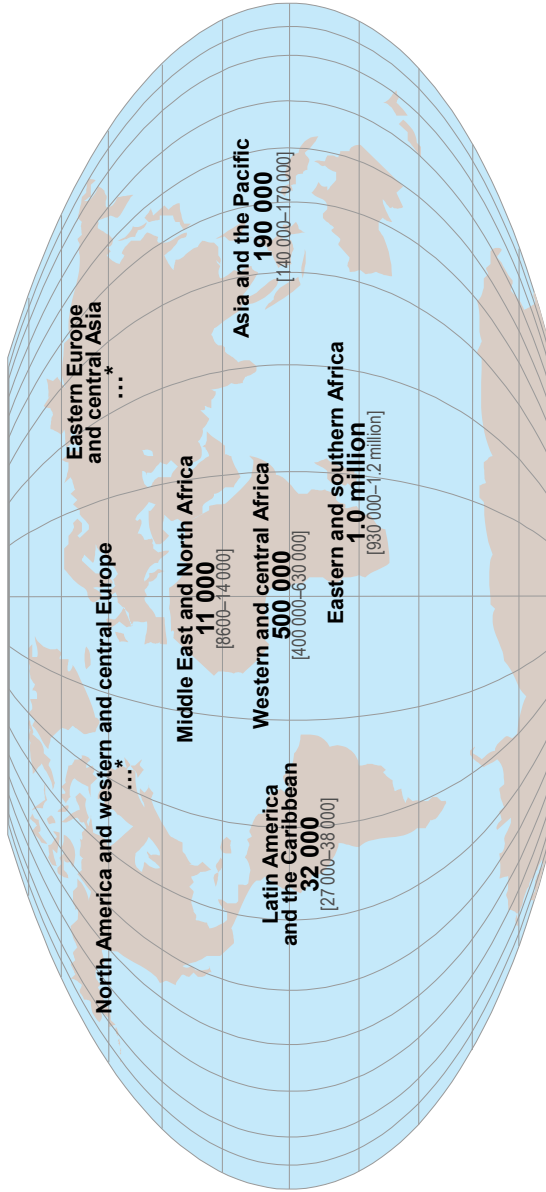 North America and western and central Europe
...*
Eastern Europe
and central Asia
...*
Middle East and North Africa
11 000
[8600–14 000]
Western and central Africa
500 000
[400 000–630 000]
Asia and the Pacific
190 000
[140 000–170 000]
Latin America
and the Caribbean
32 000
[27 000–38 000]
Eastern and southern Africa
1.0 million
[930 000–1.2 million]